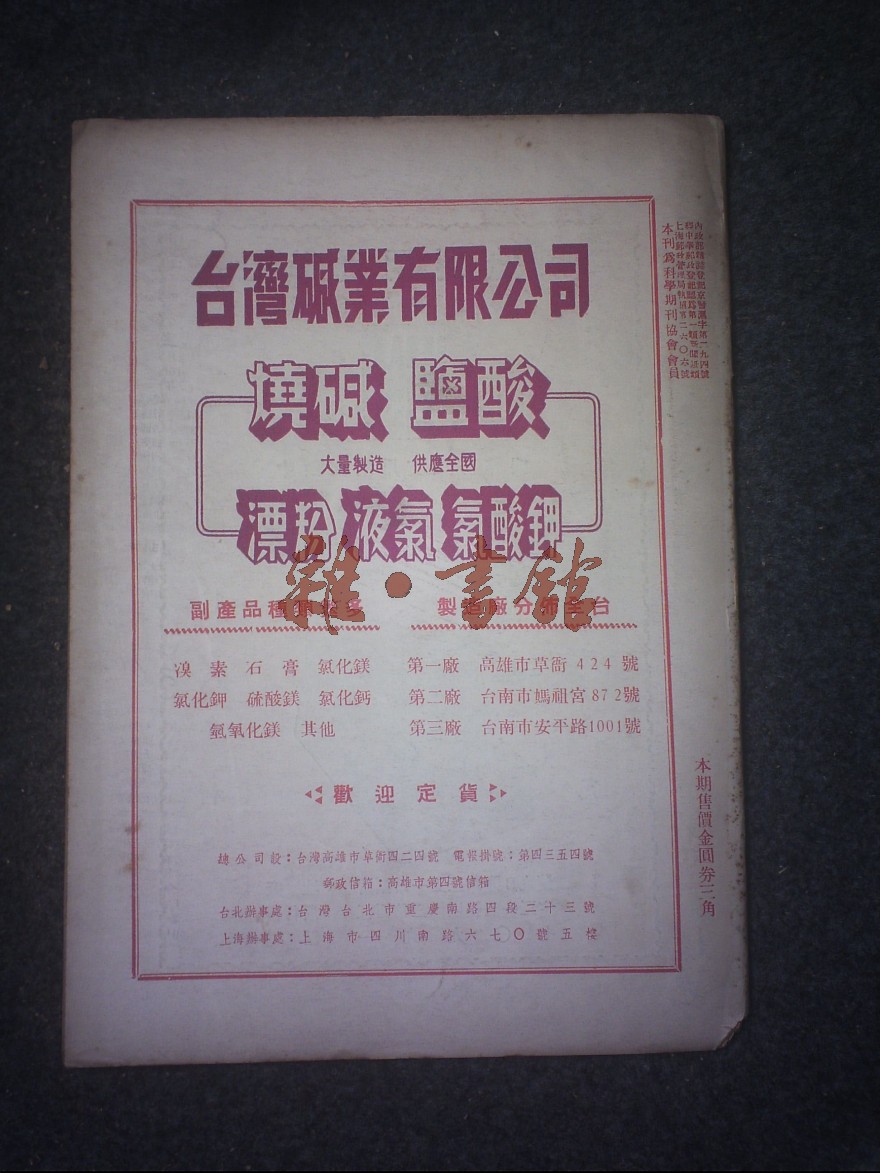 台灣碱業有限公司
燒碱 鹽酸
大量製造 供應全國
漂粉 液氯 氯酸鉀
雜·書館
副產品種類繁多
溴素 石膏 氯化鎂
氯化鉀 硫酸鎂 氯化鈣
氫氧化鎂 其他
製造廠分佈全台
第一廠 高雄市草衙424號
第二廠 台南市媽祖宮872號
第三廠 台南市安平路1001號
歡迎定貨
總公司設:台灣高雄市草衙四二四號 電報掛號:第四三五四號
郵政信箱:高雄市第四號信箱
台北辦事處:台灣台北市重慶南路四段二十三號
上海辦事處:上海市四川南路六七〇號五樓
本刊爲科學期刊協會會員
本期售價金圓券三角